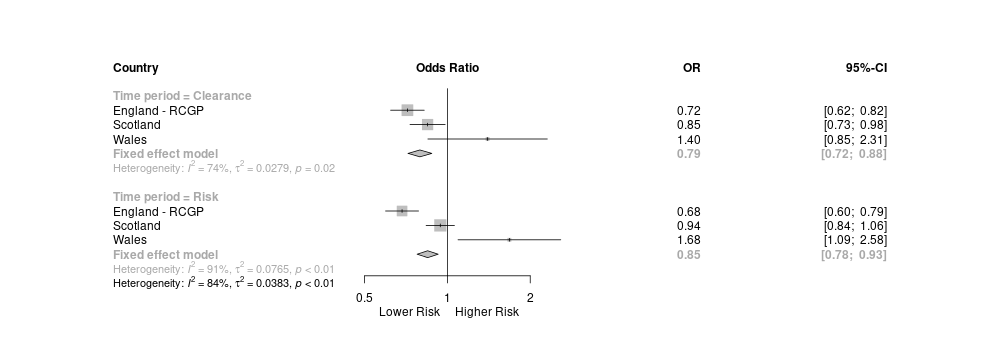 Country Odds Ratio OR 95%-CI
Time period = Clearance
England - RCGP 0.72 [0.62; 0.82]
Scotland 0.85 [0.73; 0.98]
Wales 1.40 [0.85; 2.31]
Fixed effect model 0.79 [0.72; 0.88]
Heterogeneity: I² = 74%, τ² = 0.0279, p = 0.02
Time period = Risk
England - RCGP 0.68 [0.60; 0.79]
Scotland 0.94 [0.84; 1.06]
Wales 1.68 [1.09; 2.58]
Fixed effect model 0.85 [0.78; 0.93]
Heterogeneity: I² = 91%, τ² = 0.0765, p < 0.01
Heterogeneity: I² = 84%, τ² = 0.0383, p < 0.01
0.5 1 2
Lower Risk Higher Risk